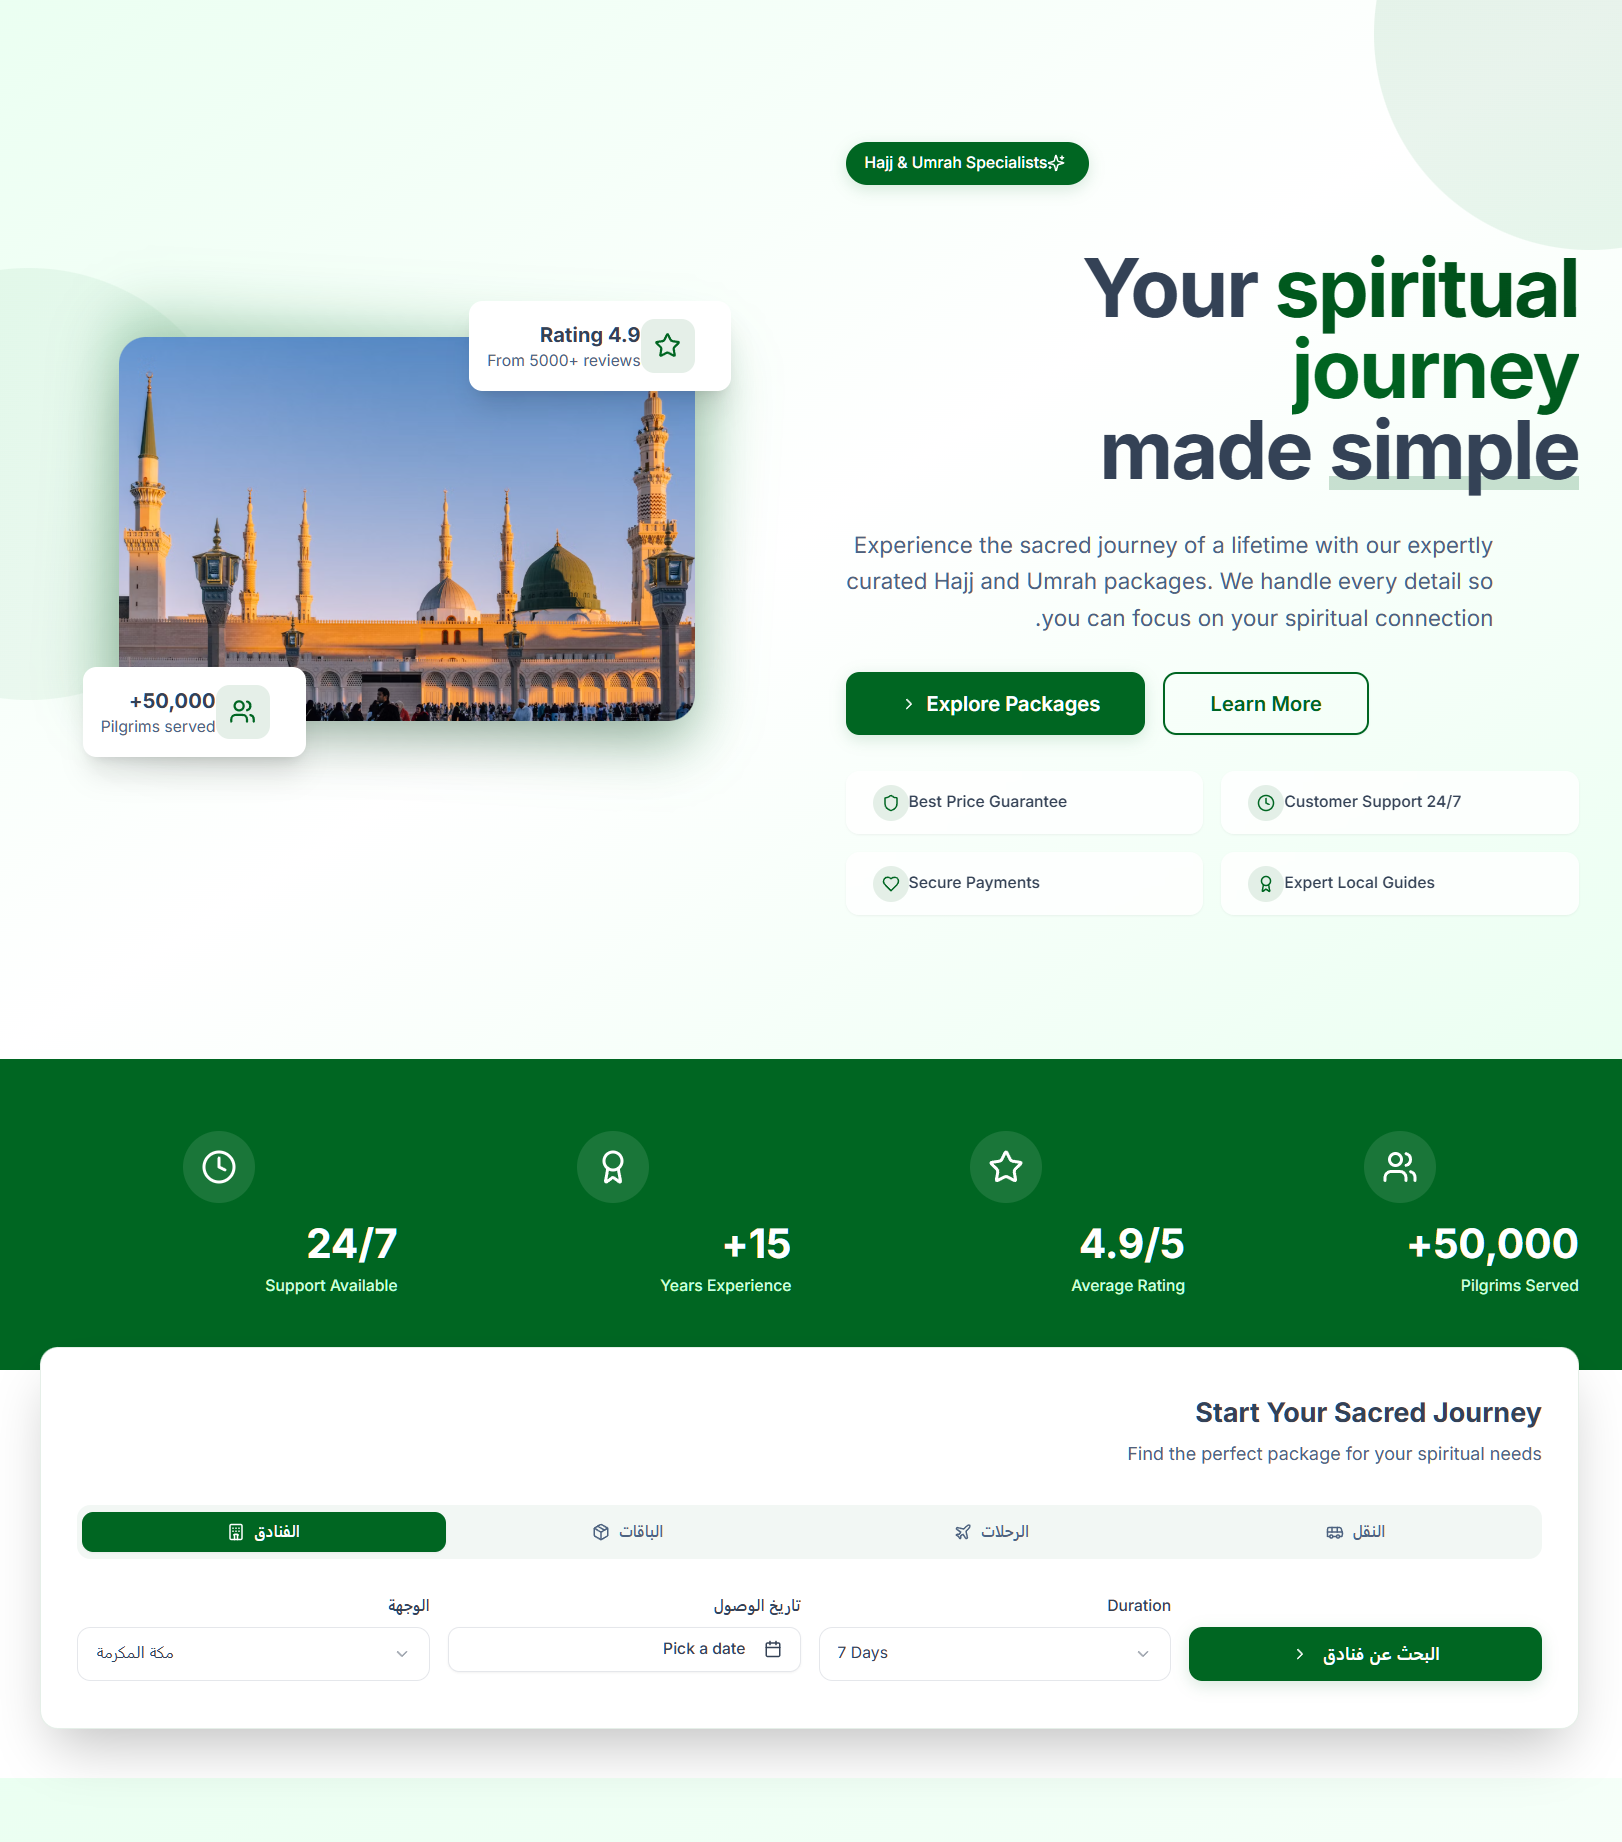 Hajj & Umrah Specialists
Your spiritual
journey
made simple
Experience the sacred journey of a lifetime with our expertly
curated Hajj and Umrah packages. We handle every detail so
.you can focus on your spiritual connection
Explore Packages
Learn More
Best Price Guarantee
Customer Support 24/7
Secure Payments
Expert Local Guides
Rating 4.9
From 5000+ reviews
+50,000
Pilgrims served
24/7
Support Available
+15
Years Experience
4.9/5
Average Rating
+50,000
Pilgrims Served
Start Your Sacred Journey
Find the perfect package for your spiritual needs
الفنادق
الباقات
الرحلات
النقل
الوجهة
مكة المكرمة
تاريخ الوصول
Pick a date
Duration
7 Days
البحث عن فنادق